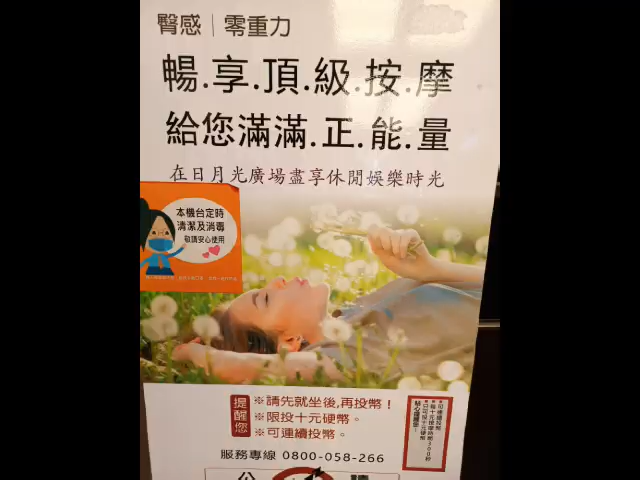 臀感｜零重力
暢.享.頂.級.按.摩
給您滿滿.正.能.量
在日月光廣場盡享休閒娛樂時光
本機台定時
清潔及消毒
敬請安心使用
提醒您
※請先就坐後,再投幣！
※限投十元硬幣。
※可連續投幣。
服務專線 0800-058-266